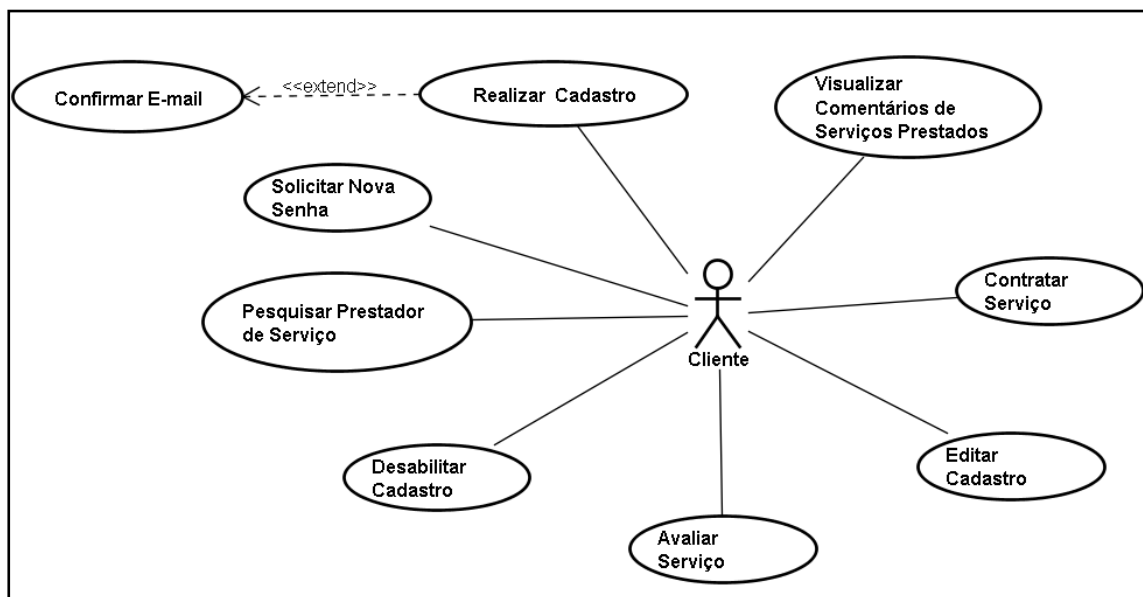 Confirmar E-mail
<<extend>>
Realizar Cadastro
Visualizar
Comentários de
Serviços Prestados
Solicitar Nova
Senha
Pesquisar Prestador
de Serviço
Contratar
Serviço
Cliente
Desabilitar
Cadastro
Editar
Cadastro
Avaliar
Serviço